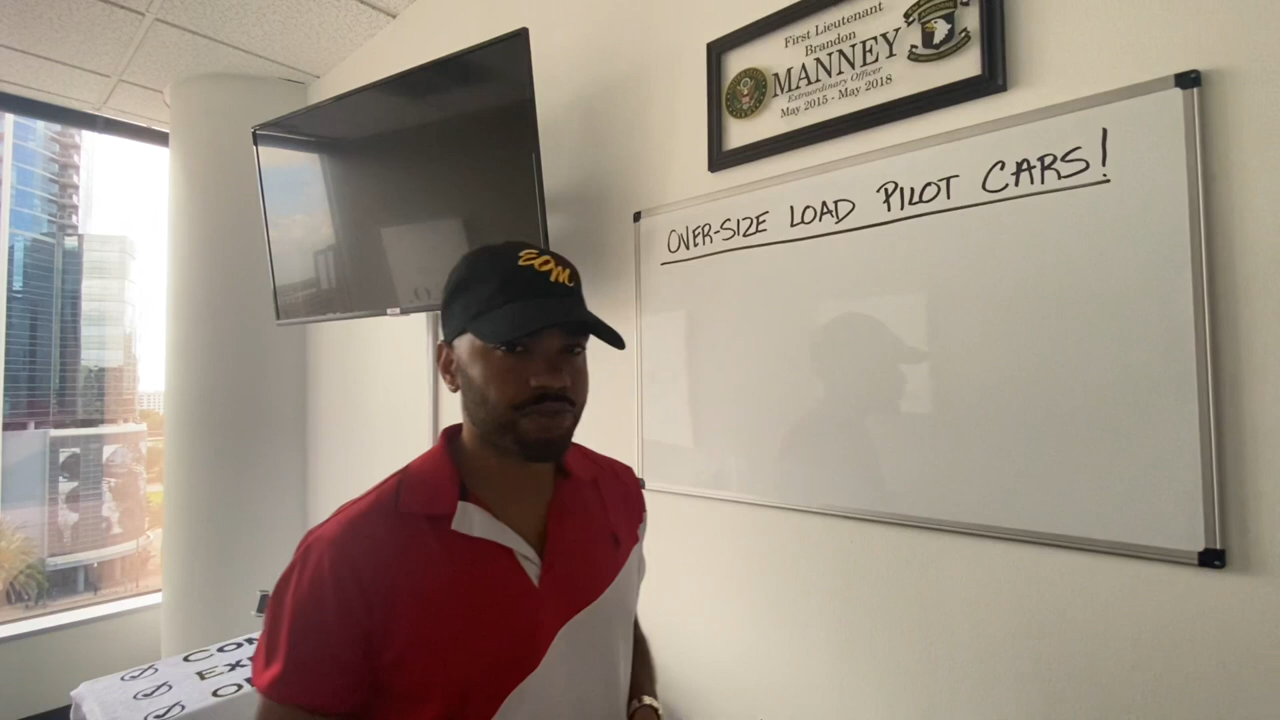 First Lieutenant
Brandon
MANNEY
Extraordinary Officer
May 2015 - May 2018
OVER-SIZE LOAD PILOT CARS!
EOM